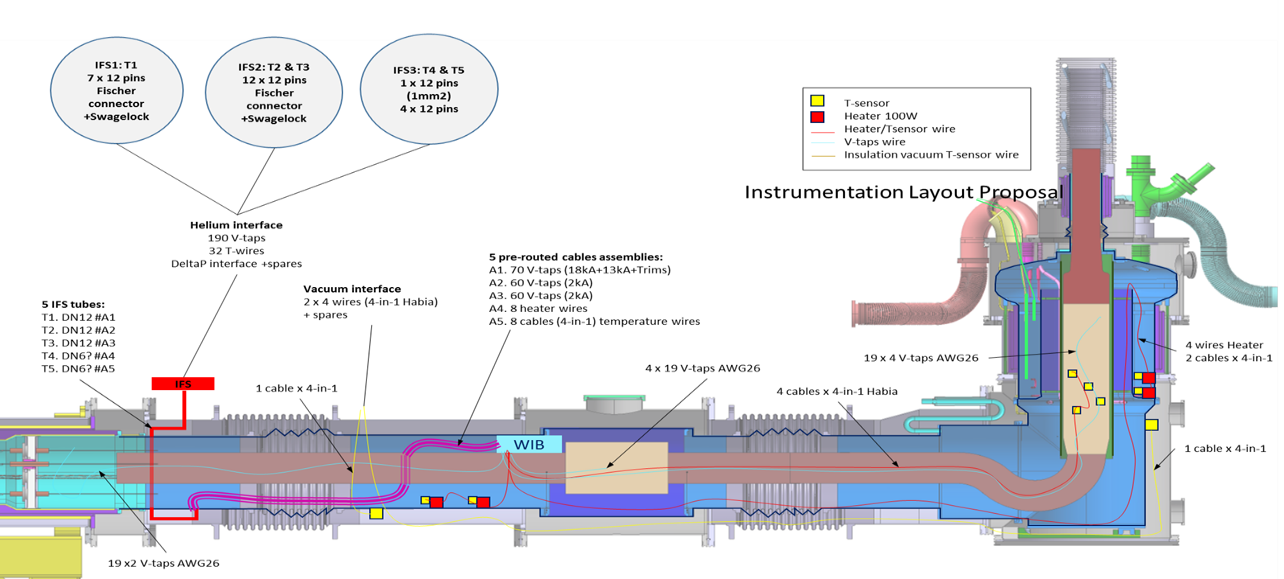 IFS1: T1
7 x 12 pins
Fischer
connector
+Swagelock
IFS2: T2 & T3
12 x 12 pins
Fischer
connector
+Swagelock
IFS3: T4 & T5
1 x 12 pins
(1mm2)
4 x 12 pins
T-sensor
Heater 100W
Heater/Tsensor wire
V-taps wire
Insulation vacuum T-sensor wire
Instrumentation Layout Proposal
Helium interface
190 V-taps
32 T-wires
DeltaP interface +spares
Vacuum interface
2 x 4 wires (4-in-1 Habia)
+ spares
5 pre-routed cables assemblies:
A1. 70 V-taps (18kA+13kA+Trims)
A2. 60 V-taps (2kA)
A3. 60 V-taps (2kA)
A4. 8 heater wires
A5. 8 cables (4-in-1) temperature wires
5 IFS tubes:
T1. DN12 #A1
T2. DN12 #A2
T3. DN12 #A3
T4. DN6? #A4
T5. DN6? #A5
IFS
1 cable x 4-in-1
4 x 19 V-taps AWG26
19 x 4 V-taps AWG26
4 wires Heater
2 cables x 4-in-1
4 cables x 4-in-1 Habia
WIB
1 cable x 4-in-1
19 x2 V-taps AWG26